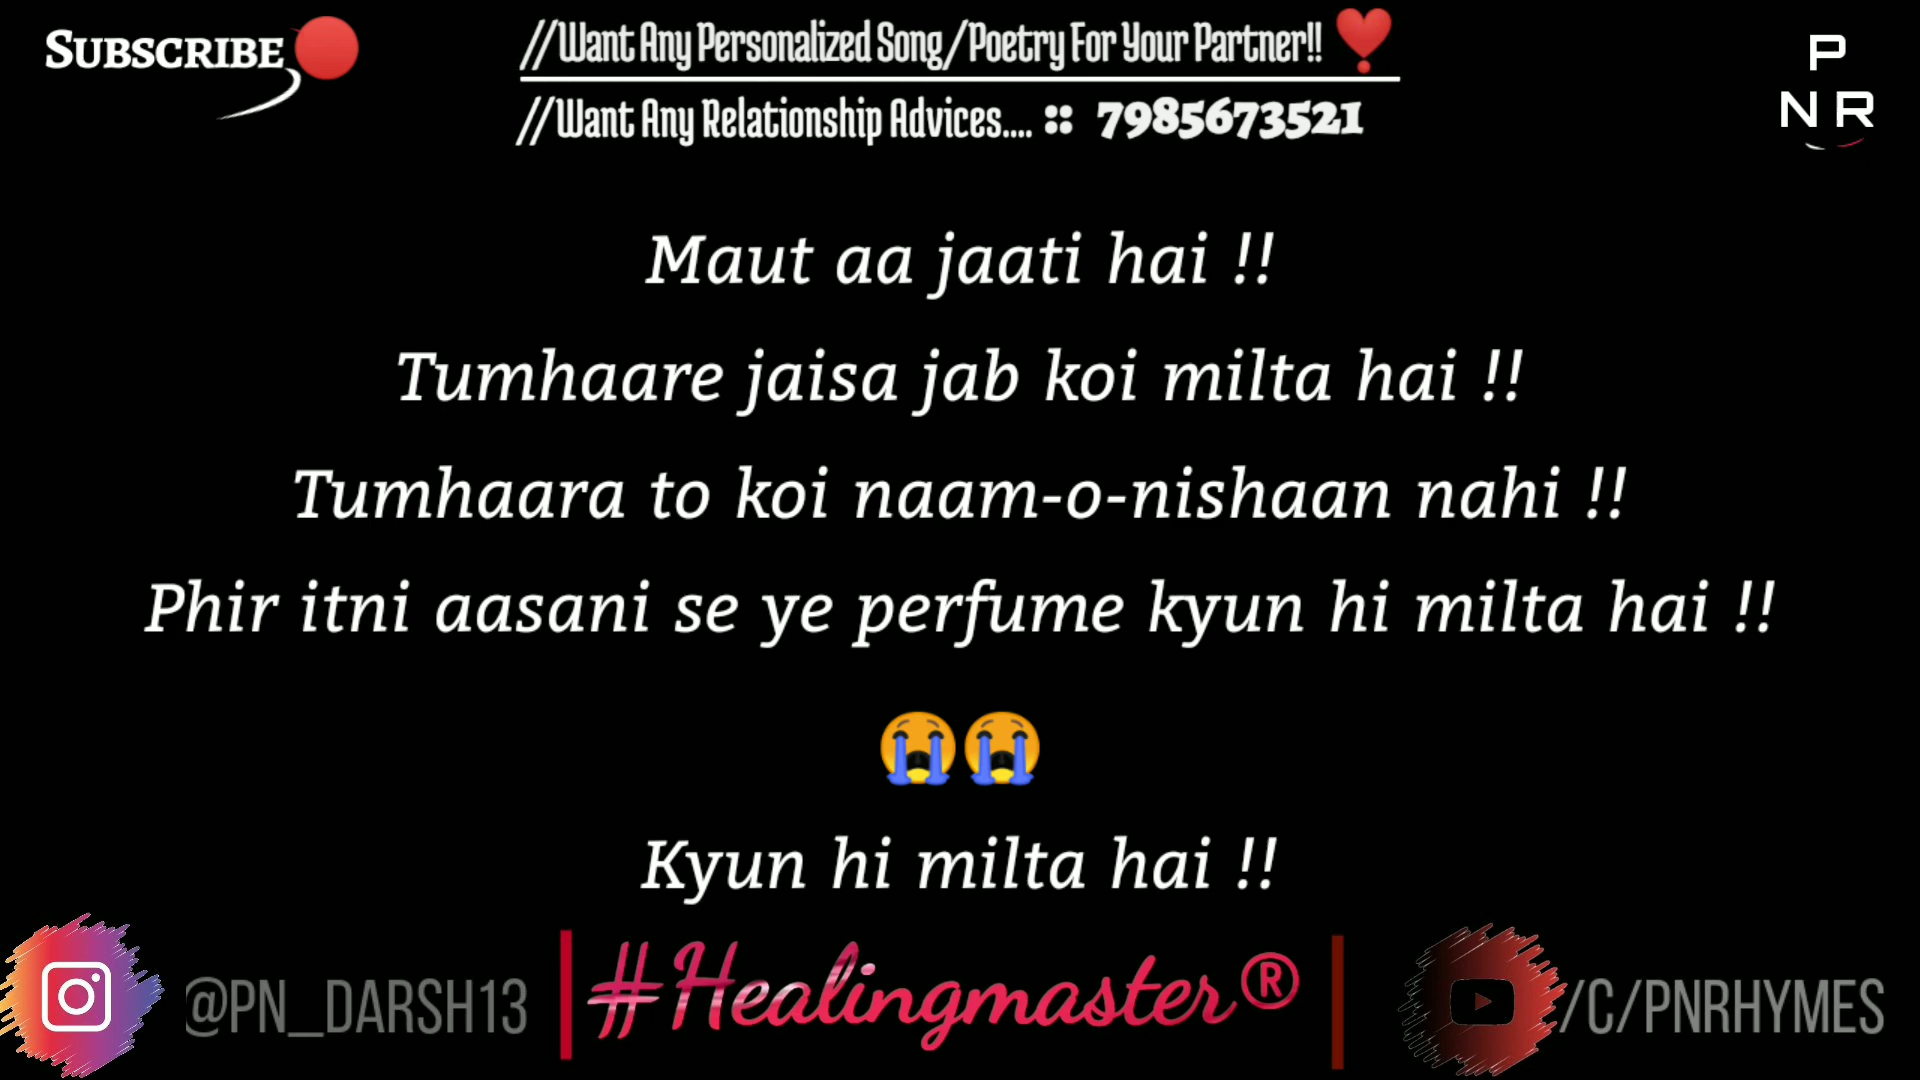 SUBSCRIBE
//Want Any Personalized Song/Poetry For Your Partner!!
//Want Any Relationship Advices.... :: 7985673521
P
N R
Maut aa jaati hai !!
Tumhaare jaisa jab koi milta hai !!
Tumhaara to koi naam-o-nishaan nahi !!
Phir itni aasani se ye perfume kyun hi milta hai !!
😭😭
Kyun hi milta hai !!
@PN_DARSH13
#Healingmaster®
/C/PNRHYMES